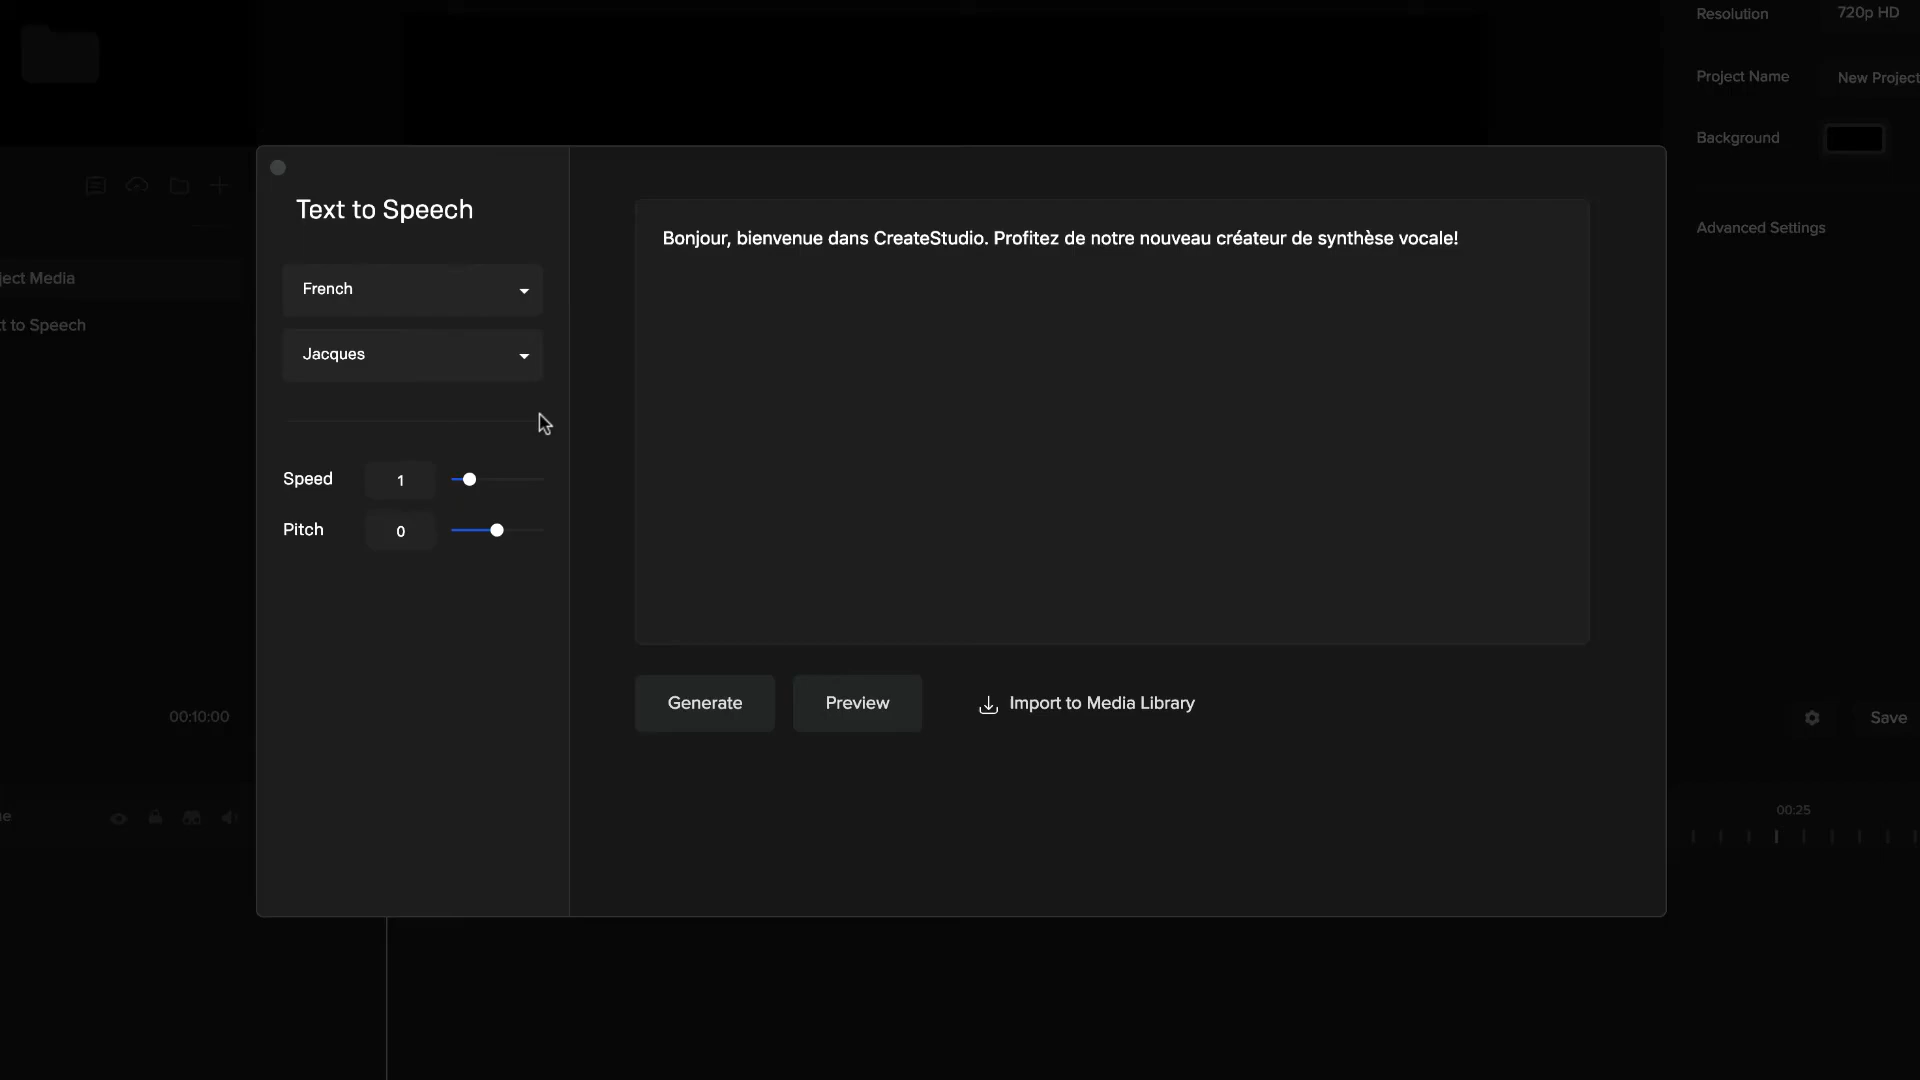 Resolution
720p HD
Project Name
New Project
Background
Text to Speech
Bonjour, bienvenue dans CreateStudio. Profitez de notre nouveau créateur de synthèse vocale!
Advanced Settings
ject Media
French
t to Speech
Jacques
Speed
1
Pitch
0
Generate
Preview
Import to Media Library
00:10:00
Save
00:25